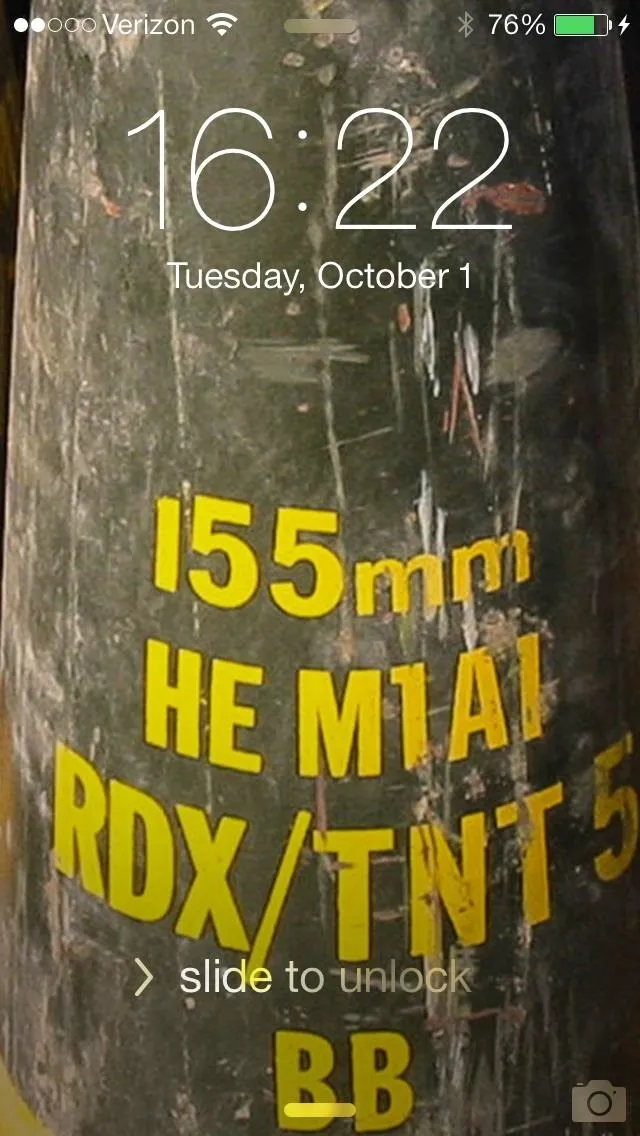 Verizon 76%
16:22
Tuesday, October 1
155mm
HE M1A1
RDX/TNT 5
slide to unlock
BB